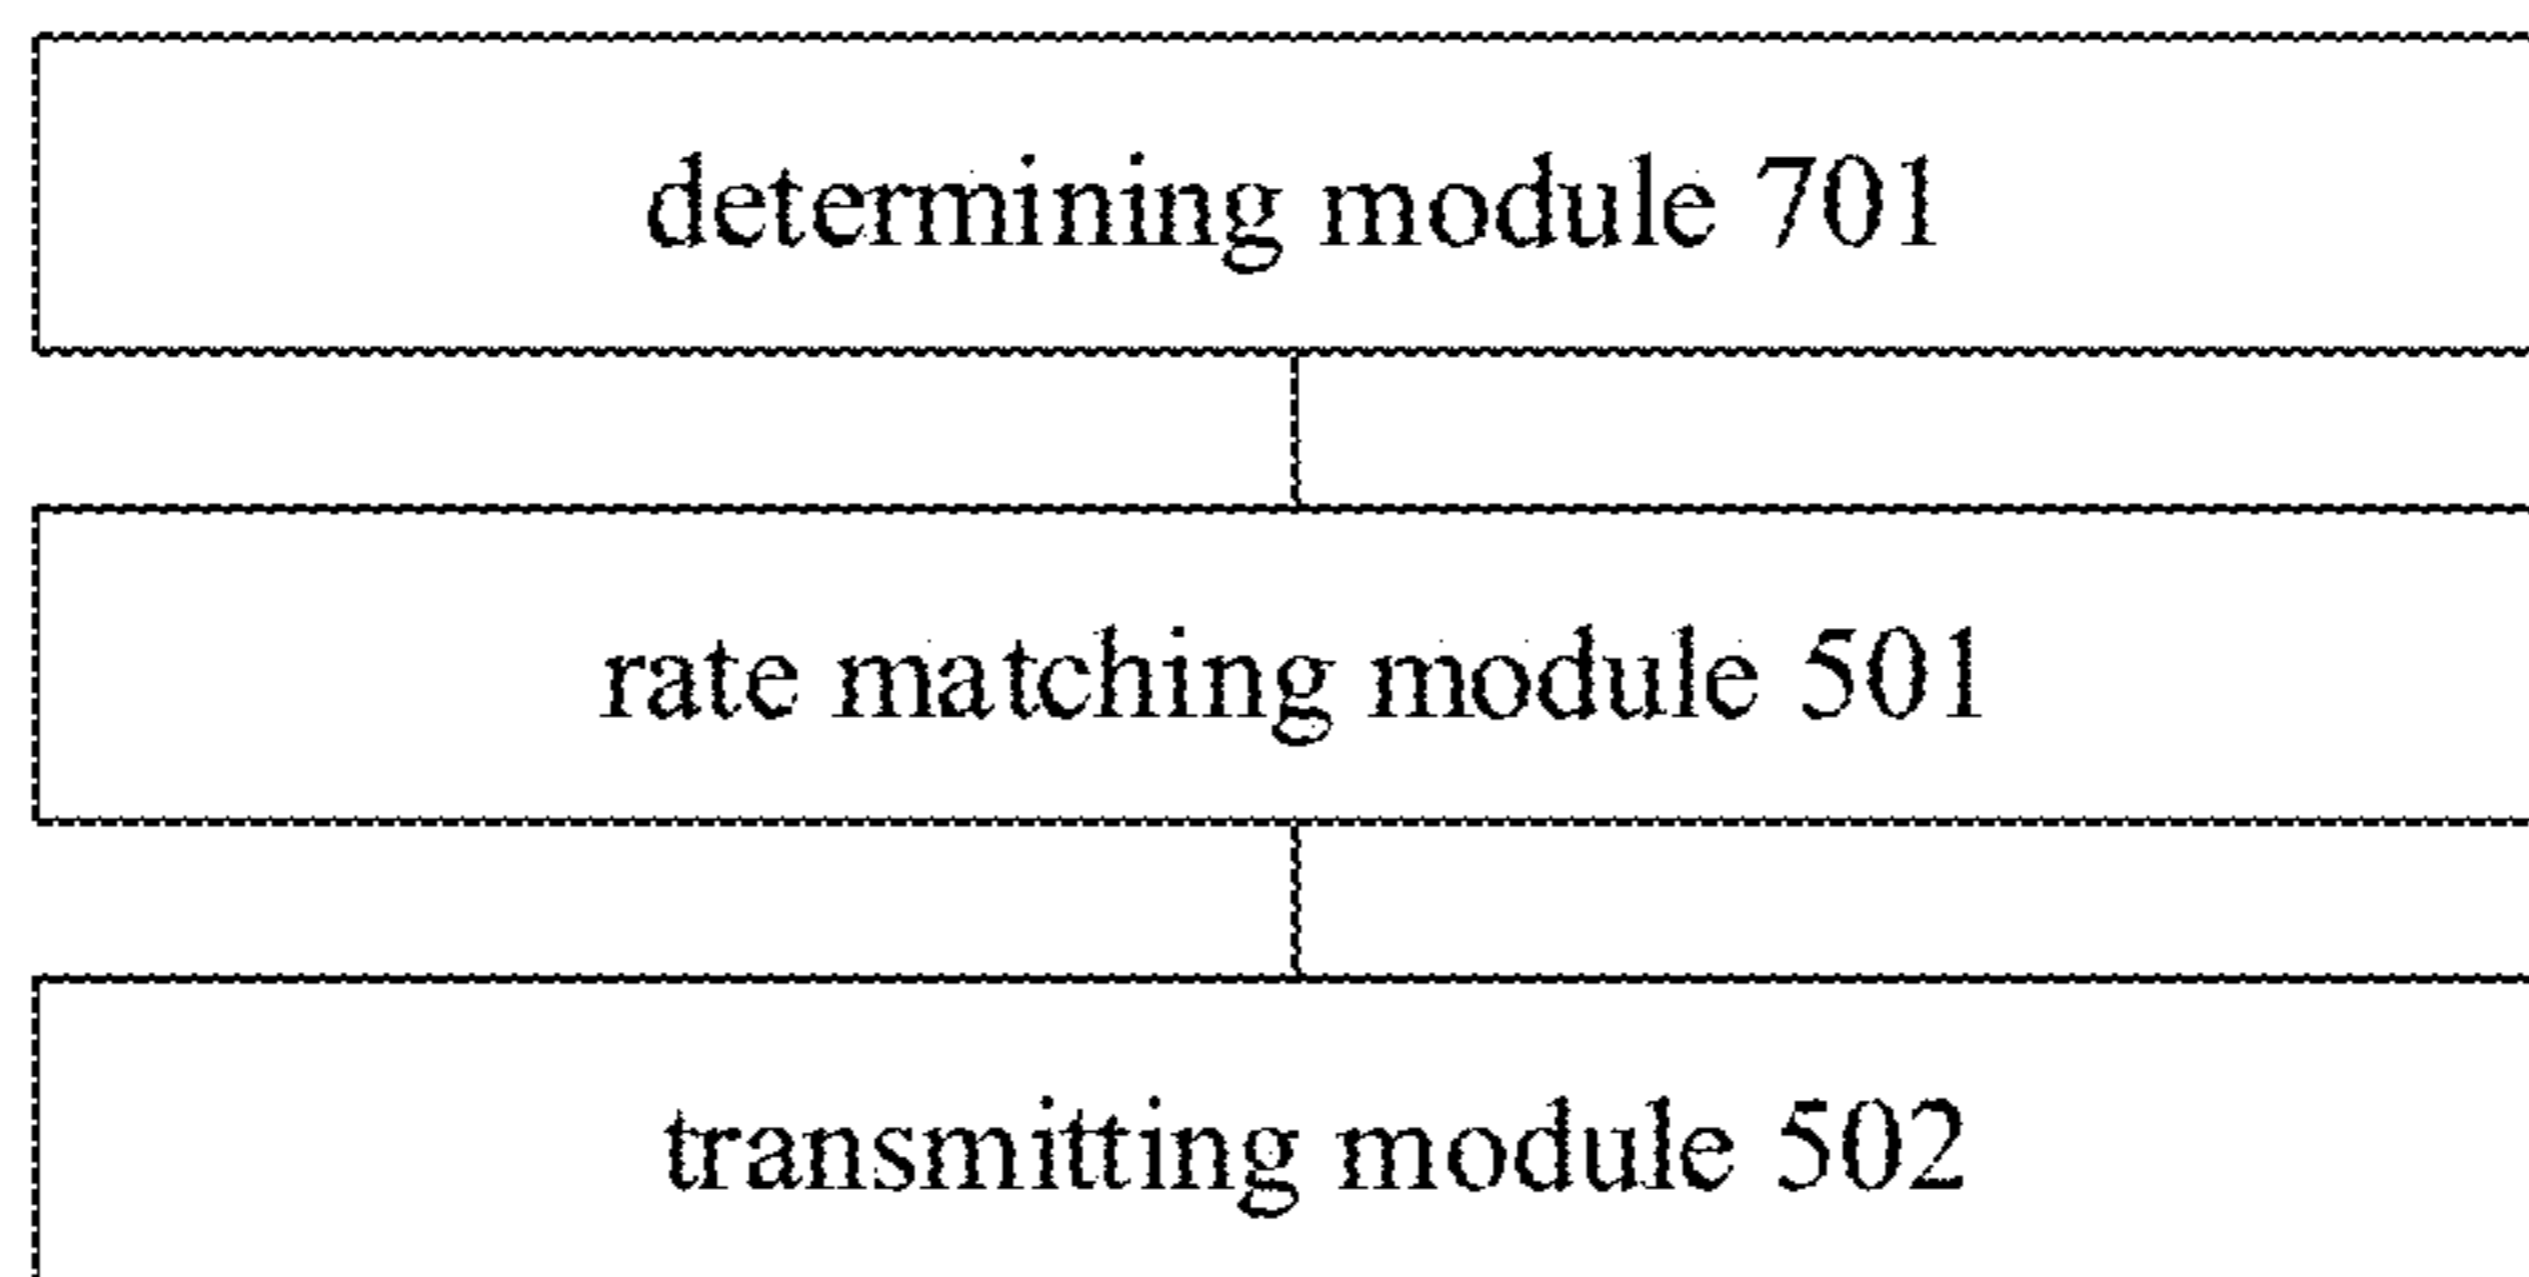 determining module 701
rate matching module 501
transmitting module 502